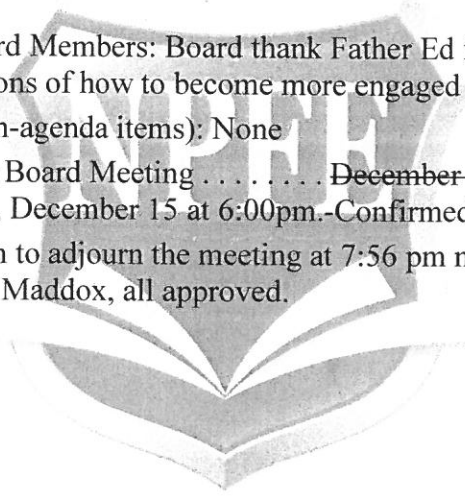 rd Members: Board thank Father Ed
ons of how to become more engaged
n-agenda items): None
Board Meeting . . . . . . . . December
December 15 at 6:00pm.-Confirmed
n to adjourn the meeting at 7:56 pm
Maddox, all approved.
NPFF